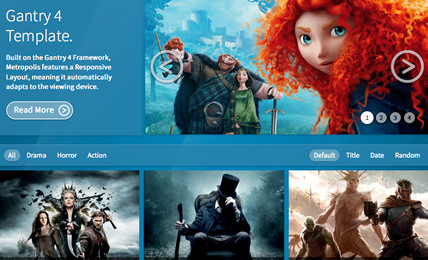 Gantry 4
Template.
Built on the Gantry 4 Framework,
Metropolis features a Responsive
Layout, meaning it automatically
adapts to the viewing device.
Read More
1 2 3 4
All Drama Horror Action
Default Title Date Random